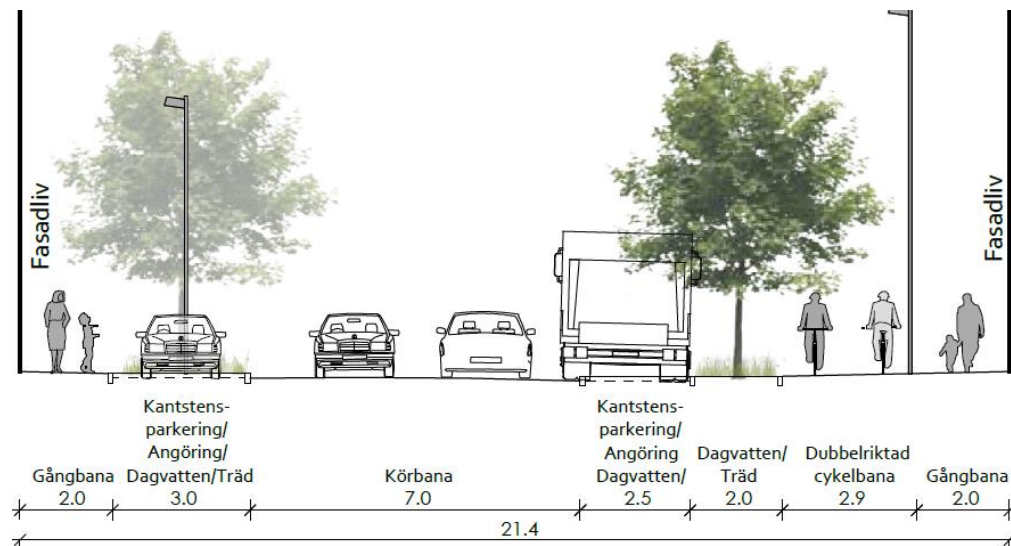 Fasadliv
Fasadliv
Kantstens-
parkering/
Angöring/
Dagvatten/Träd
3.0
Gångbana
2.0
Körbana
7.0
Kantstens-
parkering/
Angöring
Dagvatten/
2.5
Dagvatten/
Träd
2.0
Dubbelriktad
cykelbana
2.9
Gångbana
2.0
21.4